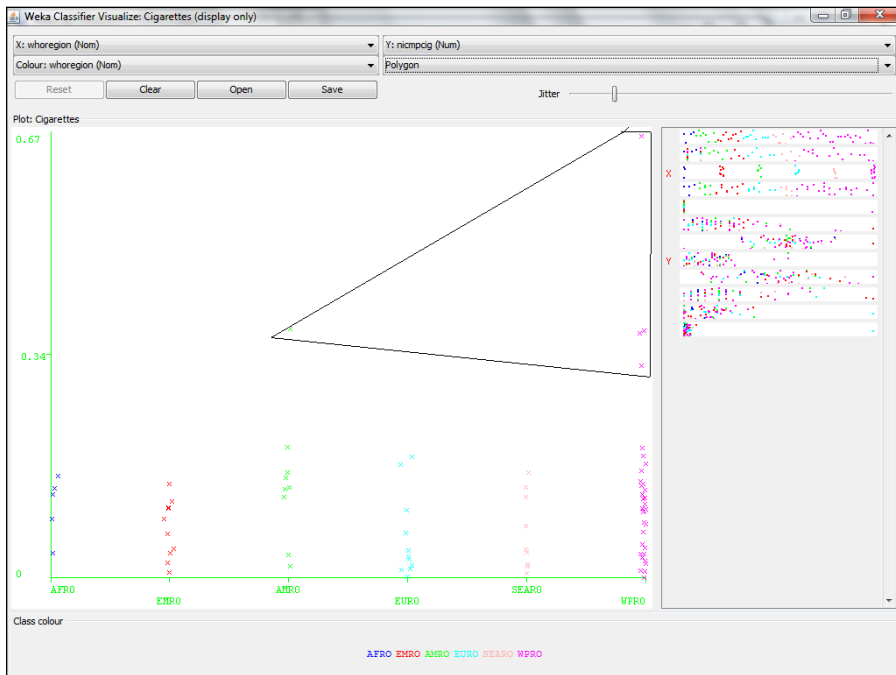 Weka Classifier Visualize: Cigarettes (display only)
X: whoregion (Nom) Y: nicmpcig (Num)
Colour: whoregion (Nom) Polygon
Reset Clear Open Save Jitter
Plot: Cigarettes
0.67
X
Y
0.34
0
AFRO EMRO AMRO EURO SEARO WPRO
Class colour
AFRO EMRO AMRO EURO SEARO WPRO